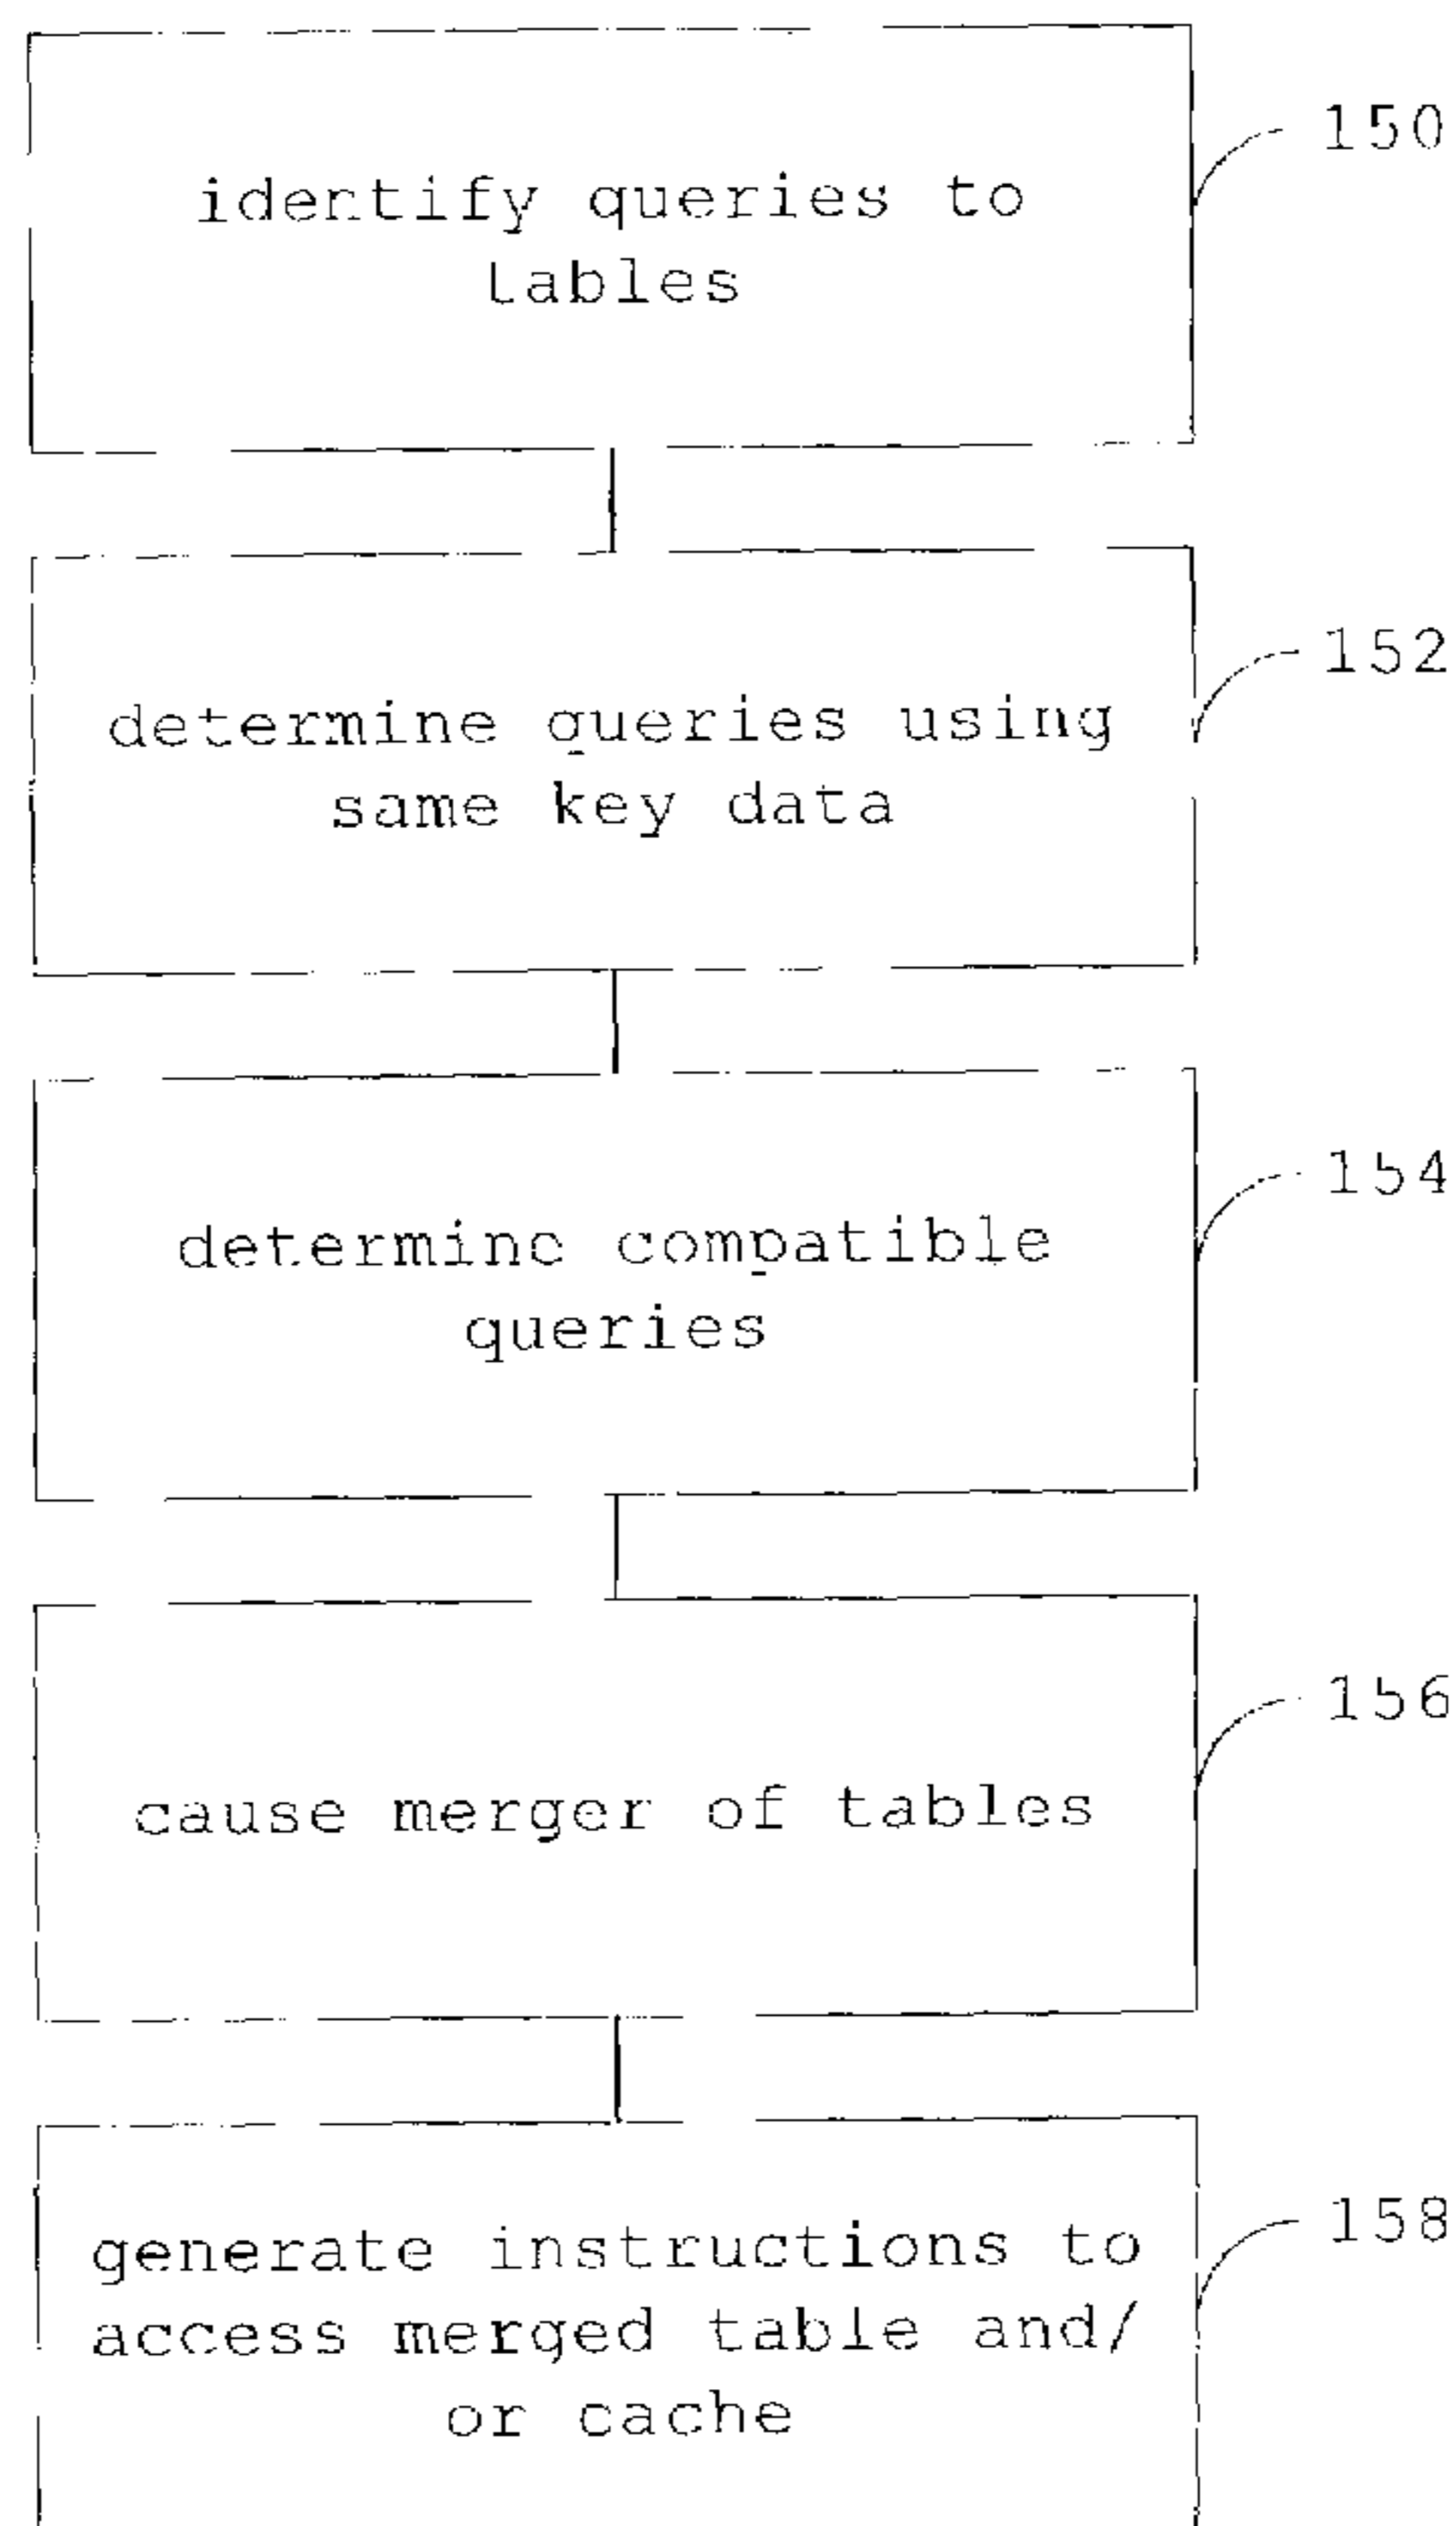 150
identify queries to
tables
152
determine queries using
same key data
154
determine compatible
queries
156
cause merger of tables
158
generate instructions to
access merged table and/
or cache